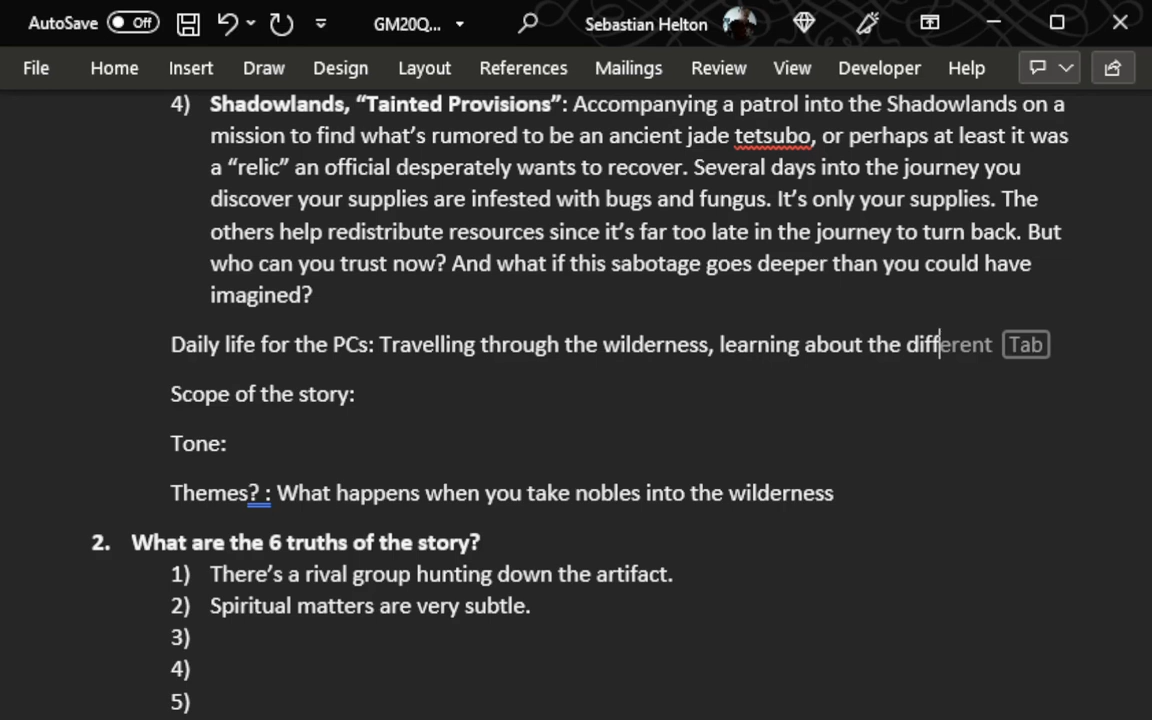 AutoSave Off GM20Q... Sebastian Helton
File Home Insert Draw Design Layout References Mailings Review View Developer Help
4) Shadowlands, “Tainted Provisions”: Accompanying a patrol into the Shadowlands on a
mission to find what’s rumored to be an ancient jade tetsubo, or perhaps at least it was
a “relic” an official desperately wants to recover. Several days into the journey you
discover your supplies are infested with bugs and fungus. It’s only your supplies. The
others help redistribute resources since it’s far too late in the journey to turn back. But
who can you trust now? And what if this sabotage goes deeper than you could have
imagined?
Daily life for the PCs: Travelling through the wilderness, learning about the different Tab
Scope of the story:
Tone:
Themes? : What happens when you take nobles into the wilderness
2. What are the 6 truths of the story?
1) There’s a rival group hunting down the artifact.
2) Spiritual matters are very subtle.
3)
4)
5)